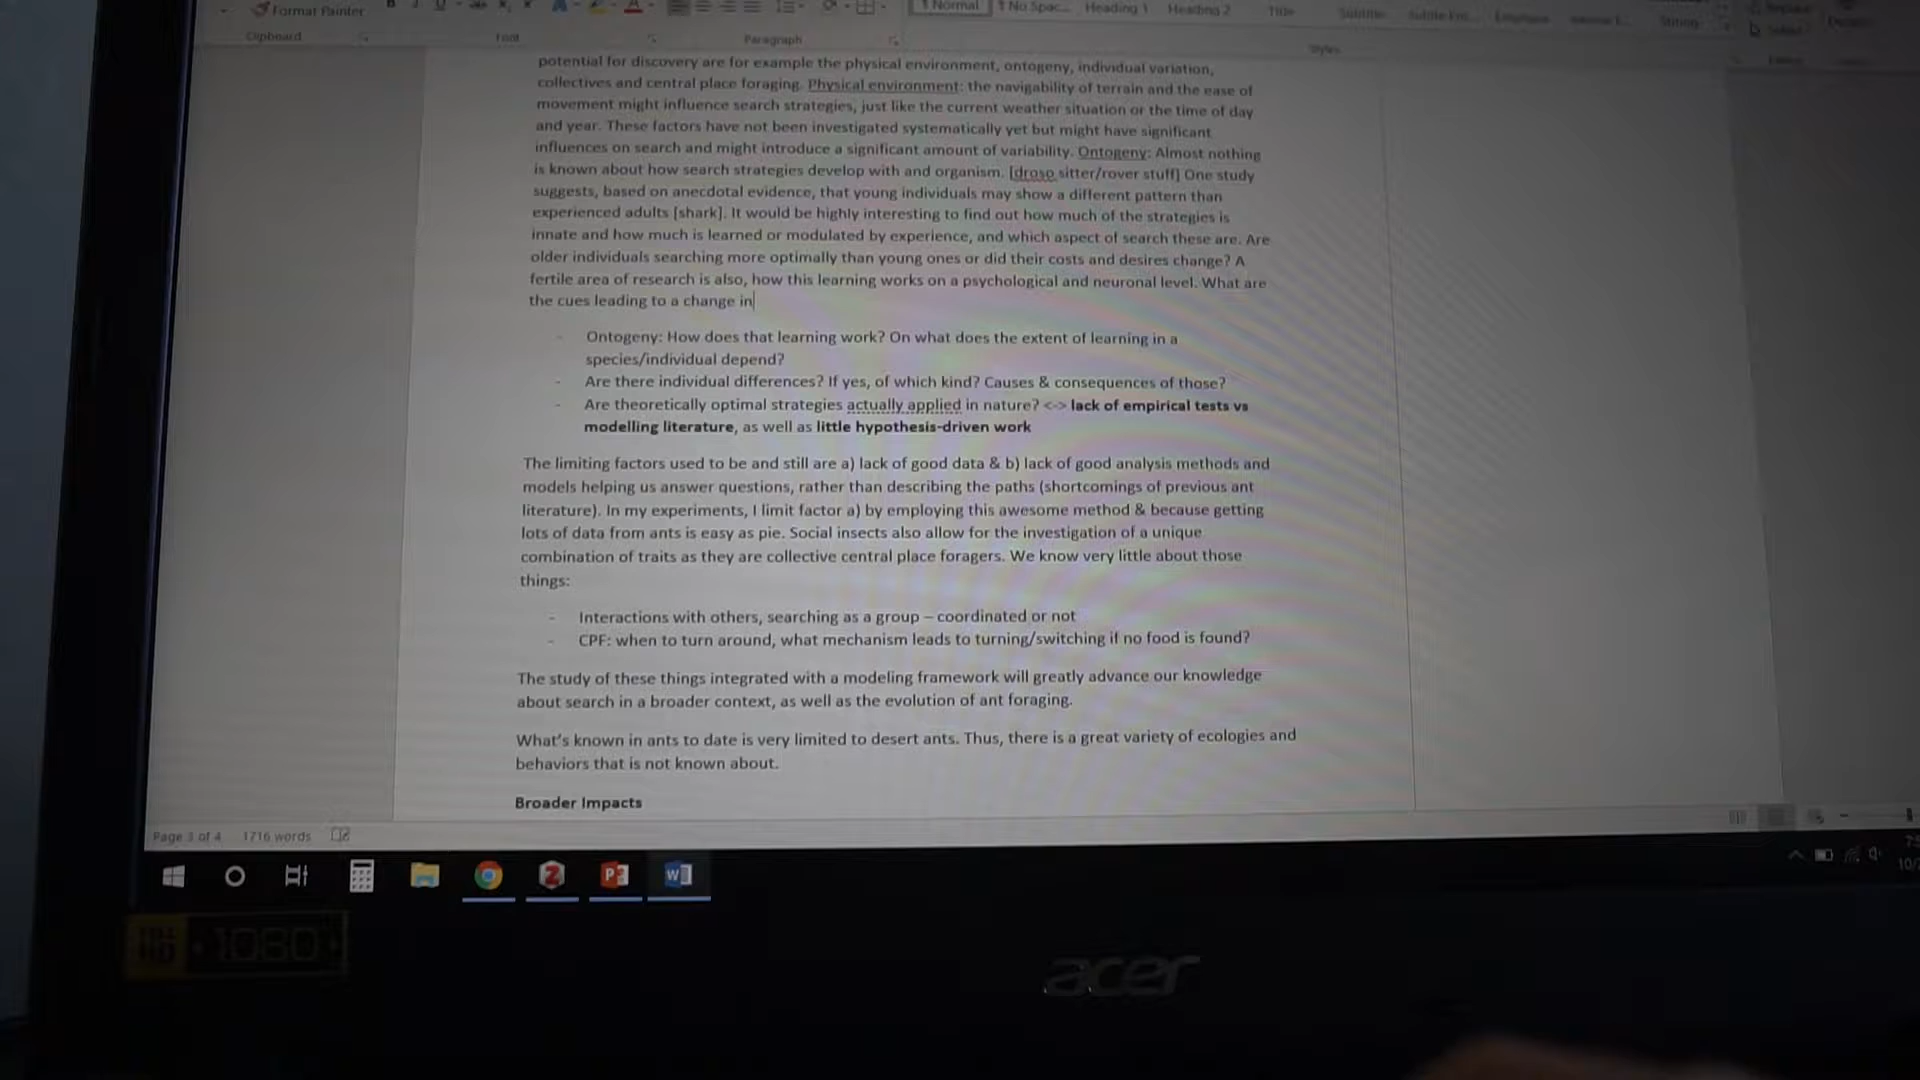 Format Painter
Normal
No Spac...
Heading 1
Heading 2
Title
Clipboard
Font
Paragraph
Styles
potential for discovery are for example the physical environment, ontogeny, individual variation,
collectives and central place foraging. Physical environment: the navigability of terrain and the ease of
movement might influence search strategies, just like the current weather situation or the time of day
and year. These factors have not been investigated systematically yet but might have significant
influences on search and might introduce a significant amount of variability. Ontogeny: Almost nothing
is known about how search strategies develop with and organism. [droso sitter/rover stuff] One study
suggests, based on anecdotal evidence, that young individuals may show a different pattern than
experienced adults [shark]. It would be highly interesting to find out how much of the strategies is
innate and how much is learned or modulated by experience, and which aspect of search these are. Are
older individuals searching more optimally than young ones or did their costs and desires change? A
fertile area of research is also, how this learning works on a psychological and neuronal level. What are
the cues leading to a change in
- Ontogeny: How does that learning work? On what does the extent of learning in a
species/individual depend?
- Are there individual differences? If yes, of which kind? Causes & consequences of those?
- Are theoretically optimal strategies actually applied in nature? <-> lack of empirical tests vs
modelling literature, as well as little hypothesis-driven work
The limiting factors used to be and still are a) lack of good data & b) lack of good analysis methods and
models helping us answer questions, rather than describing the paths (shortcomings of previous ant
literature). In my experiments, I limit factor a) by employing this awesome method & because getting
lots of data from ants is easy as pie. Social insects also allow for the investigation of a unique
combination of traits as they are collective central place foragers. We know very little about those
things:
- Interactions with others, searching as a group – coordinated or not
- CPF: when to turn around, what mechanism leads to turning/switching if no food is found?
The study of these things integrated with a modeling framework will greatly advance our knowledge
about search in a broader context, as well as the evolution of ant foraging.
What's known in ants to date is very limited to desert ants. Thus, there is a great variety of ecologies and
behaviors that is not known about.
Broader Impacts
Page 3 of 4 1716 words
HD 1080
acer